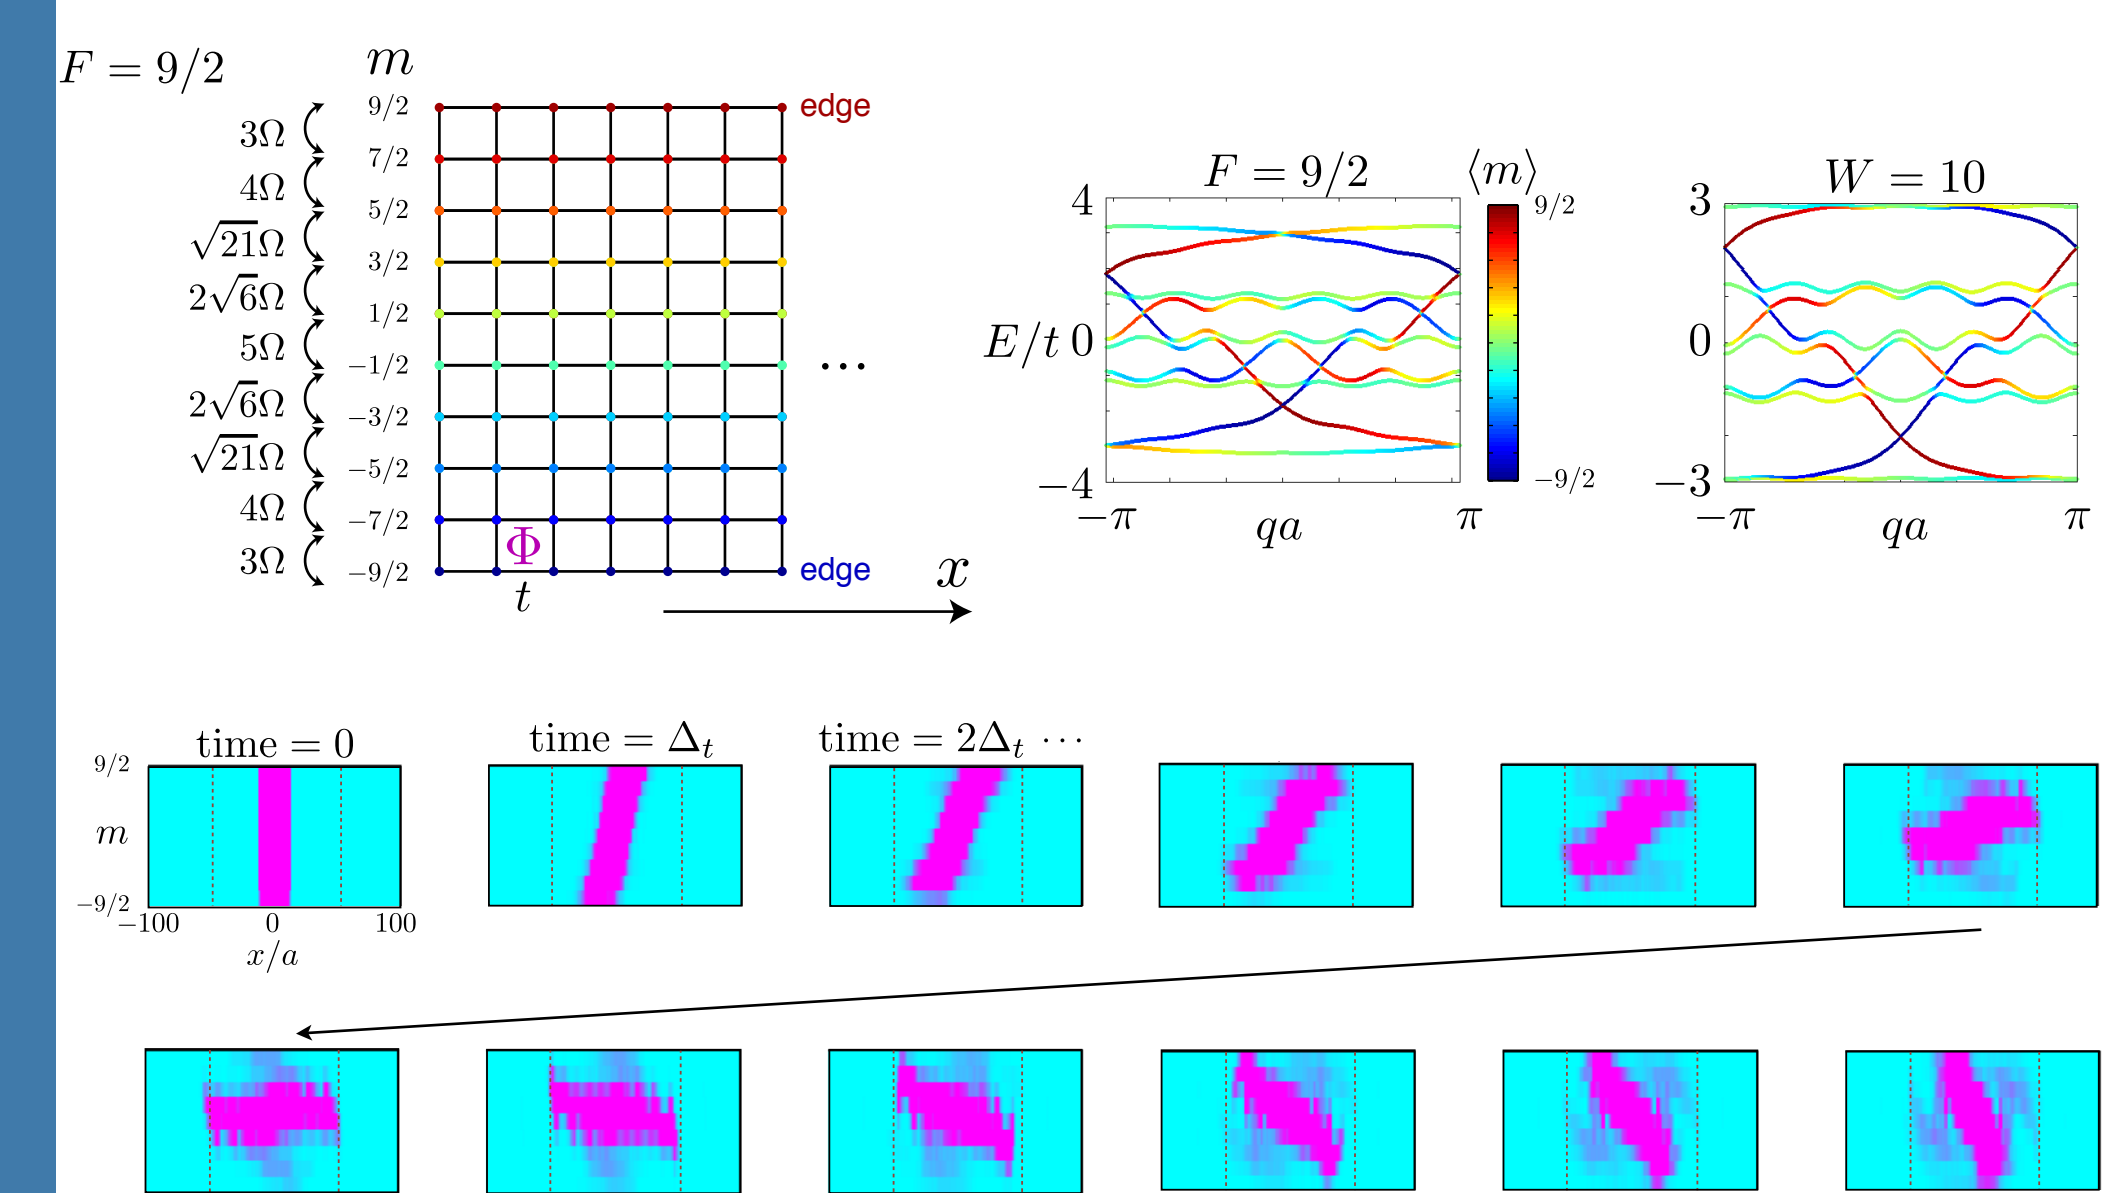 F = 9/2
m
9/2
7/2
5/2
3/2
1/2
−1/2
−3/2
−5/2
−7/2
−9/2
3Ω
4Ω
√21Ω
2√6Ω
5Ω
2√6Ω
√21Ω
4Ω
3Ω
edge
edge
...
Φ
t
x
F = 9/2
⟨m⟩
9/2
−9/2
4
E/t 0
−4
−π
qa
π
W = 10
3
0
−3
−π
qa
π
time = 0
time = Δt
time = 2Δt ⋯
9/2
m
−9/2
−100
0
100
x/a